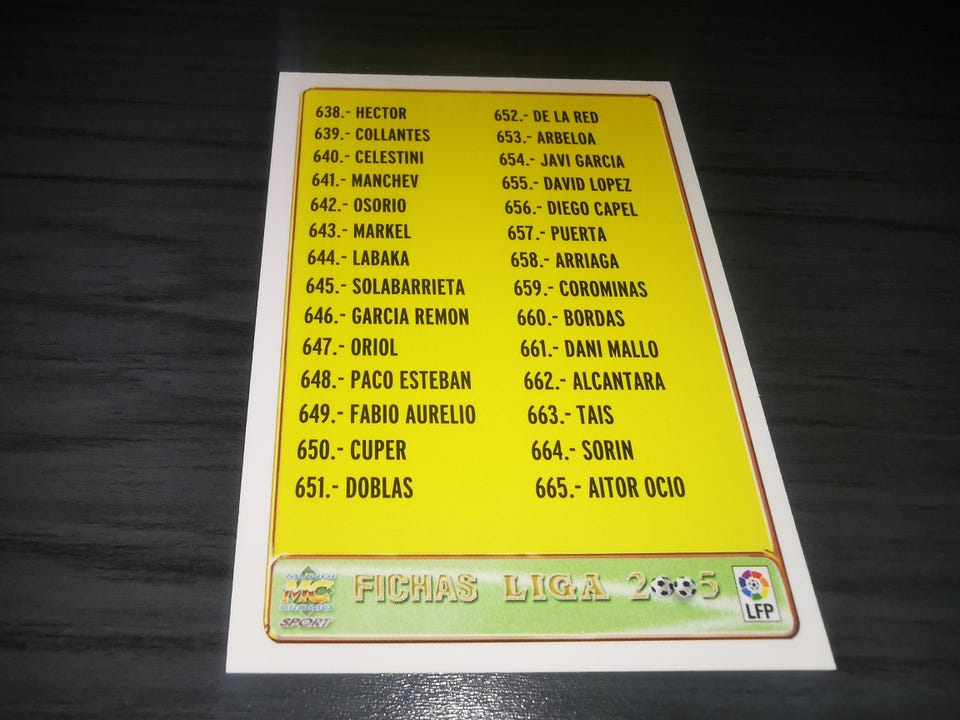 638.- HECTOR
639.- COLLANTES
640.- CELESTINI
641.- MANCHEV
642.- OSORIO
643.- MARKEL
644.- LABAKA
645.- SOLABARRIETA
646.- GARCIA REMON
647.- ORIOL
648.- PACO ESTEBAN
649.- FABIO AURELIO
650.- CUPER
651.- DOBLAS
652.- DE LA RED
653.- ARBELOA
654.- JAVI GARCIA
655.- DAVID LOPEZ
656.- DIEGO CAPEL
657.- PUERTA
658.- ARRIAGA
659.- COROMINAS
660.- BORDAS
661.- DANI MALLO
662.- ALCANTARA
663.- TAIS
664.- SORIN
665.- AITOR OCIO
MC
SPORT
FICHAS LIGA 2005
LFP